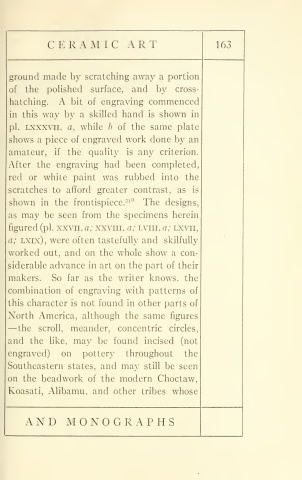 CERAMIC ART 163
ground made by scratching away a portion
of the polished surface, and by cross-
hatching. A bit of engraving commenced
in this way by a skilled hand is shown in
pl. LXXXVII, a, while b of the same plate
shows a piece of engraved work done by an
amateur, if the quality is any criterion.
After the engraving had been completed,
red or white paint was rubbed into the
scratches to afford greater contrast, as is
shown in the frontispiece. The designs,
as may be seen from the specimens herein
figured (pl. XXVII, a; XXVIII, a; LVIII, a; LXVII,
a; LXIX), were often tastefully and skilfully
worked out, and on the whole show a con-
siderable advance in art on the part of their
makers. So far as the writer knows, the
combination of engraving with patterns of
this character is not found in other parts of
North America, although the same figures
—the scroll, meander, concentric circles,
and the like, may be found incised (not
engraved) on pottery throughout the
Southeastern states, and may still be seen
on the beadwork of the modern Choctaw,
Koasati, Alibamu, and other tribes whose
AND MONOGRAPHS